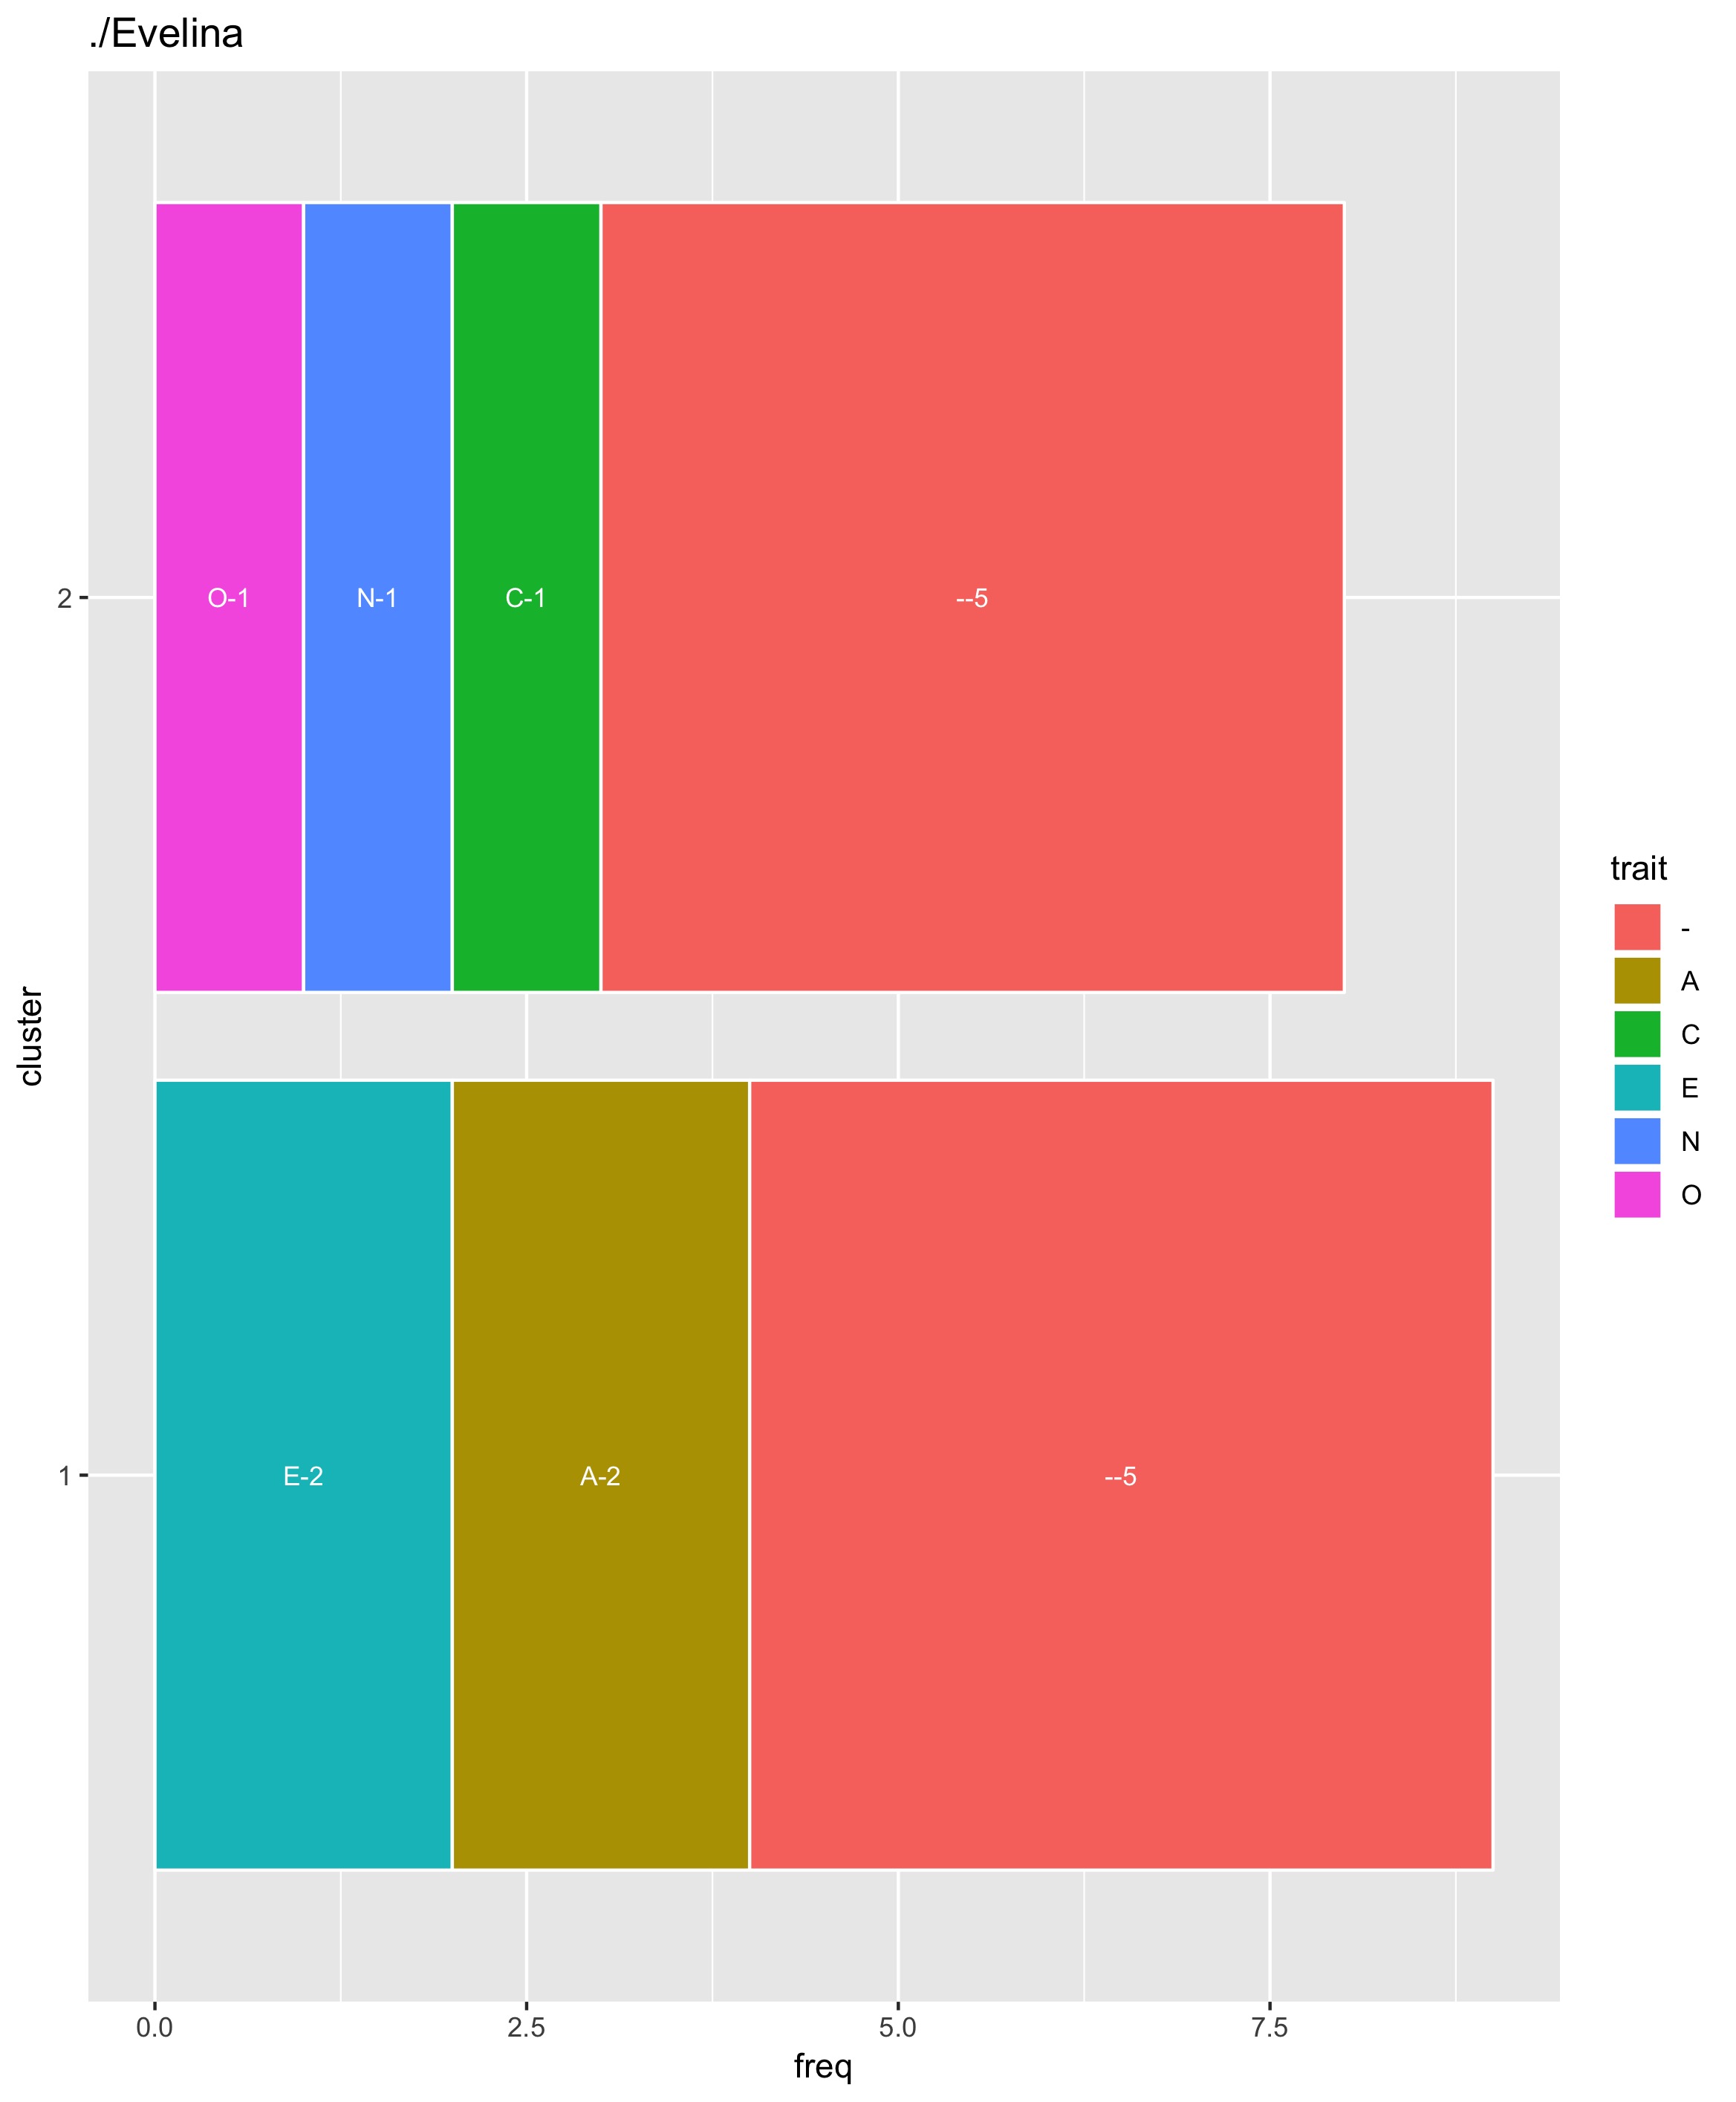 ./Evelina
2
O-1
N-1
C-1
--5
cluster
1
E-2
A-2
--5
0.0
2.5
5.0
7.5
freq
trait
-
A
C
E
N
O